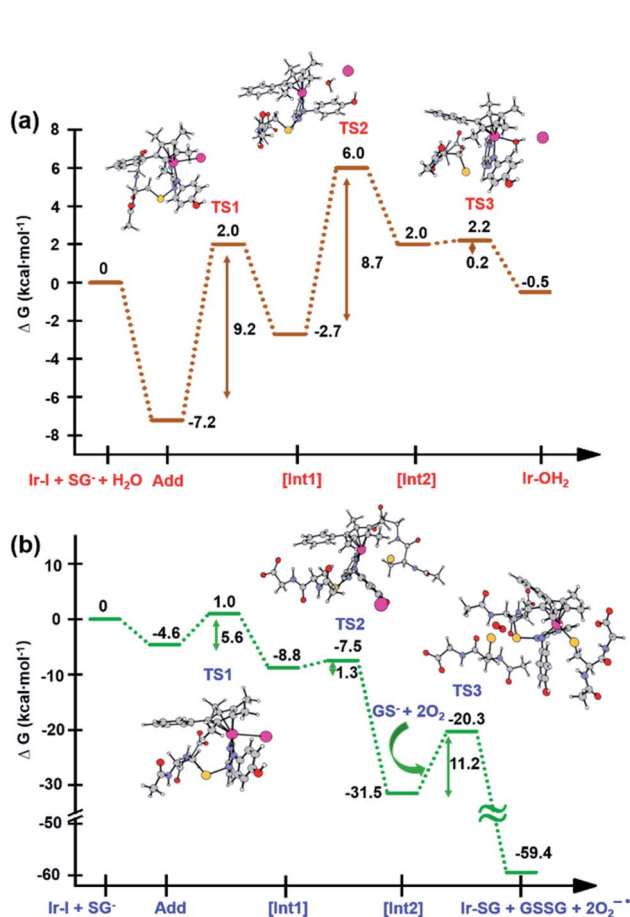 (a)
Δ G (kcal·mol⁻¹)
8
6
4
2
0
-2
-4
-6
-8
TS1
TS2
TS3
0
-7.2
2.0
9.2
-2.7
6.0
8.7
2.0
2.2
0.2
-0.5
Ir-I + SG⁻ + H₂O Add [Int1] [Int2] Ir-OH₂
(b)
Δ G (kcal·mol⁻¹)
10
0
-10
-20
-30
-50
-60
TS1
TS2
TS3
0
-4.6
1.0
5.6
-8.8
-7.5
1.3
GS⁻ + 2O₂
-31.5
-20.3
11.2
-59.4
Ir-I + SG⁻ Add [Int1] [Int2] Ir-SG + GSSG + 2O₂⁻•